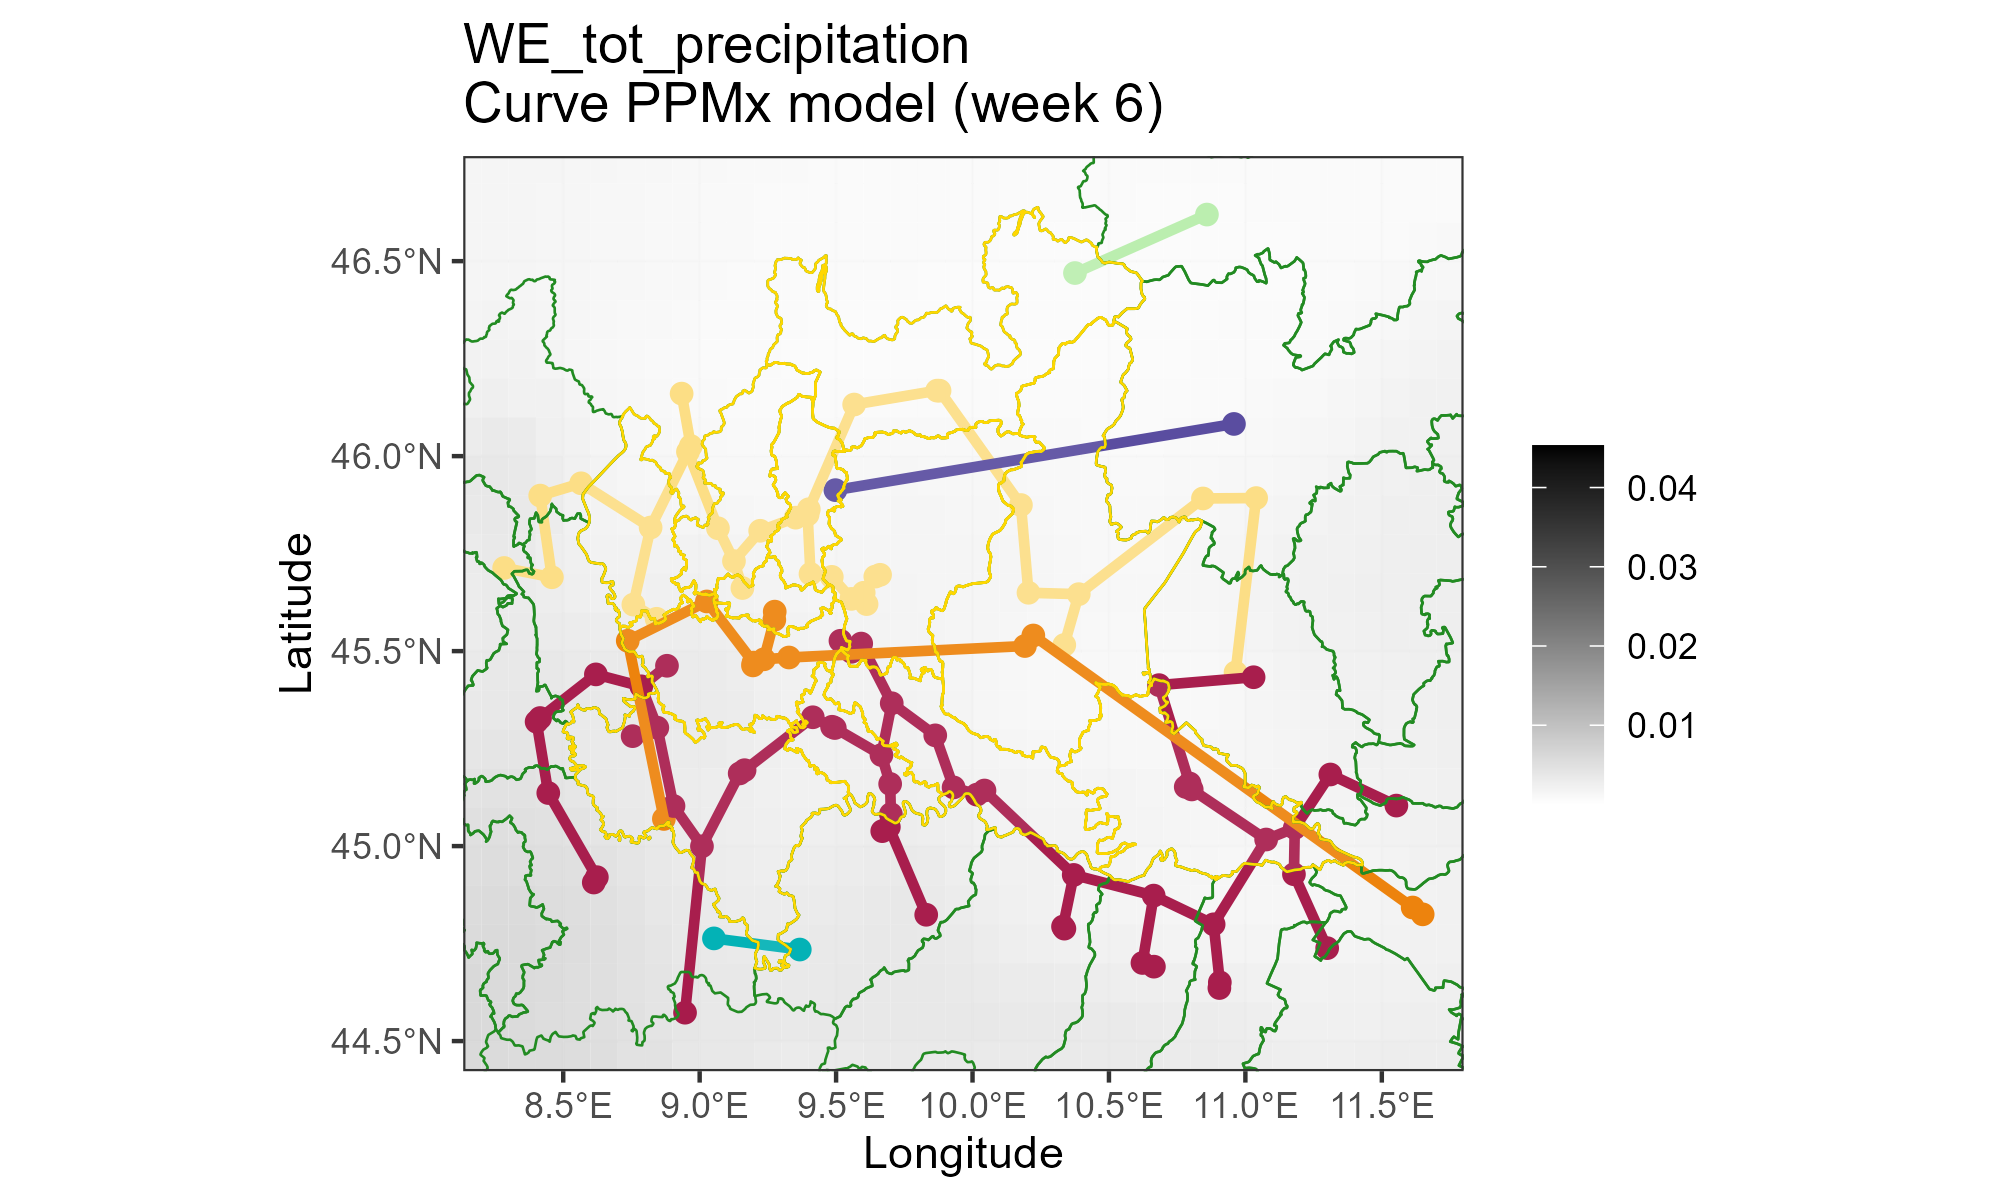 WE_tot_precipitation
Curve PPMx model (week 6)
46.5°N
46.0°N
45.5°N
45.0°N
44.5°N
Latitude
8.5°E 9.0°E 9.5°E 10.0°E 10.5°E 11.0°E 11.5°E
Longitude
0.04
0.03
0.02
0.01